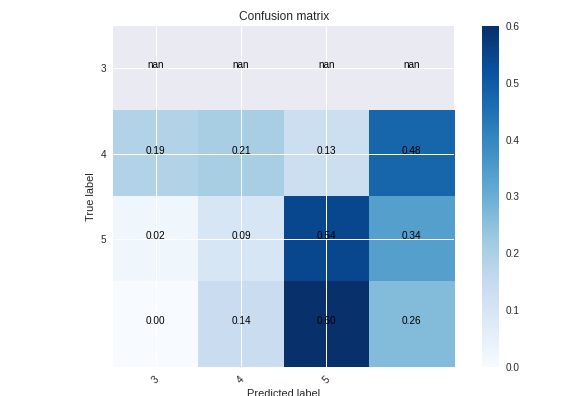 Confusion matrix
3 nan nan nan nan
4 0.19 0.21 0.13 0.48
5 0.02 0.09 0.54 0.34
0.00 0.14 0.60 0.26
3 4 5
True label
Predicted label
0.6
0.5
0.4
0.3
0.2
0.1
0.0